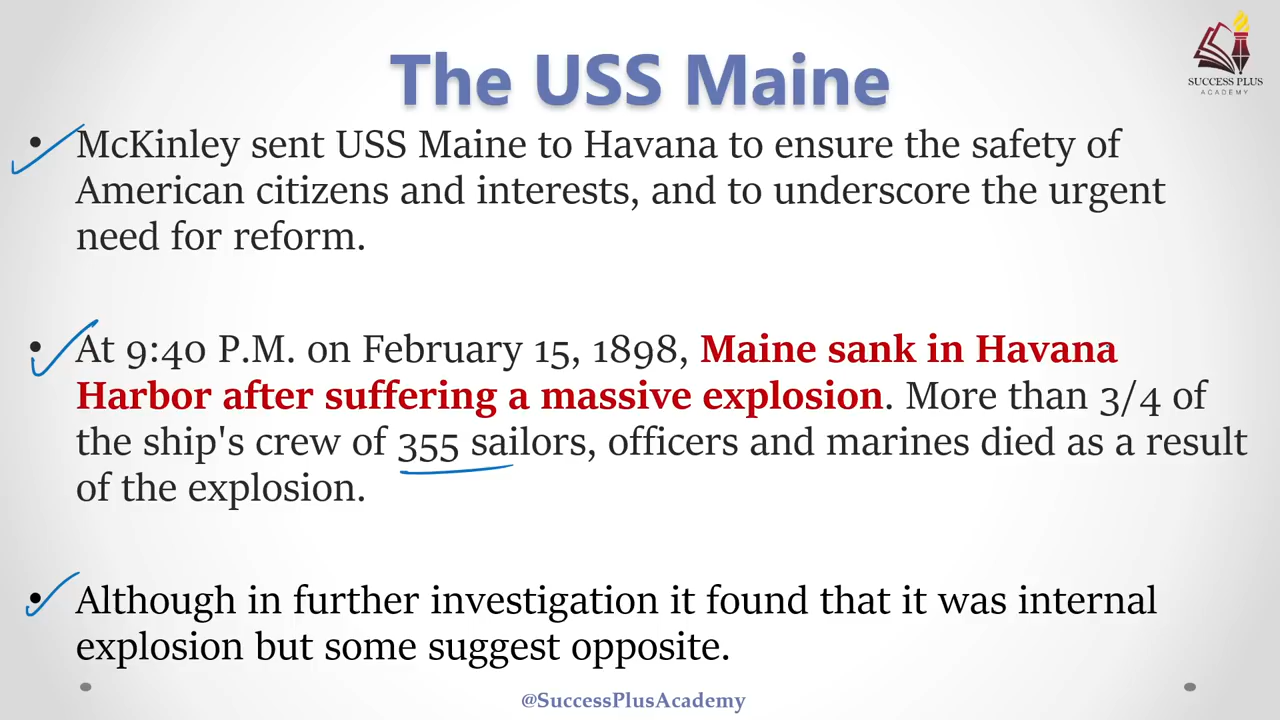 SUCCESS PLUS
ACADEMY
The USS Maine
• McKinley sent USS Maine to Havana to ensure the safety of
American citizens and interests, and to underscore the urgent
need for reform.
• At 9:40 P.M. on February 15, 1898, Maine sank in Havana
Harbor after suffering a massive explosion. More than 3/4 of
the ship's crew of 355 sailors, officers and marines died as a result
of the explosion.
• Although in further investigation it found that it was internal
explosion but some suggest opposite.
@SuccessPlusAcademy